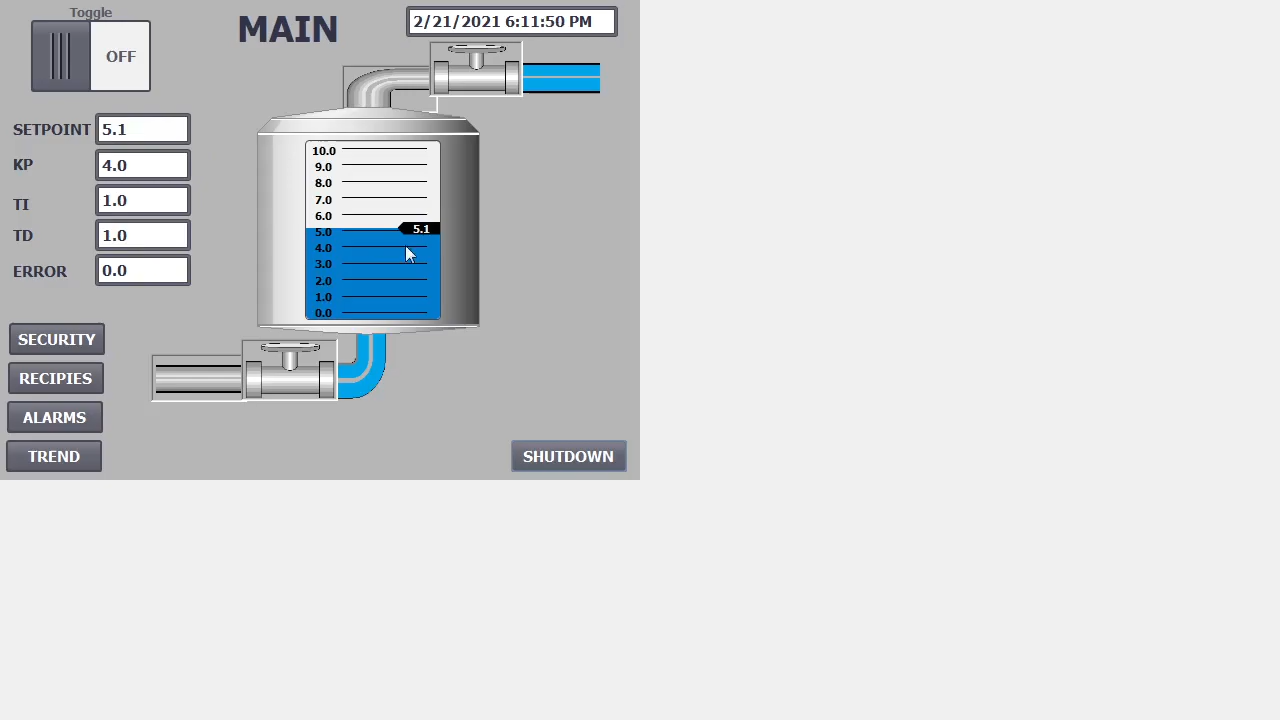 Toggle
OFF
MAIN
2/21/2021 6:11:50 PM
SETPOINT 5.1
KP 4.0
TI 1.0
TD 1.0
ERROR 0.0
10.0
9.0
8.0
7.0
6.0
5.1
5.0
4.0
3.0
2.0
1.0
0.0
SECURITY
RECIPIES
ALARMS
TREND
SHUTDOWN